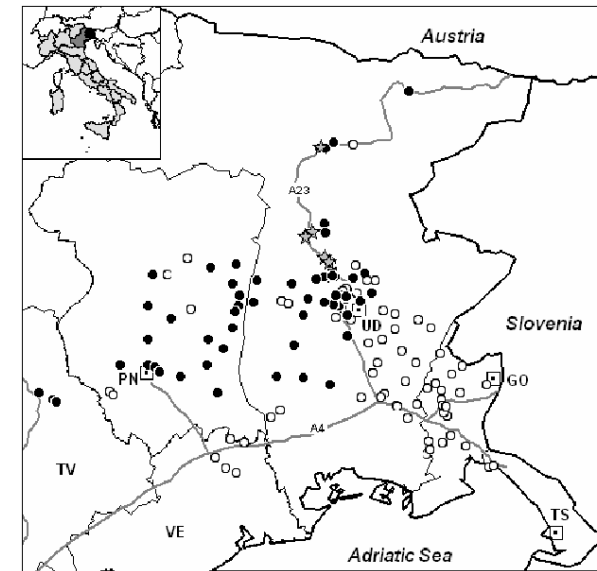 Austria
A23
Slovenia
UD
PN
GO
A4
TV
TS
VE
Adriatic Sea